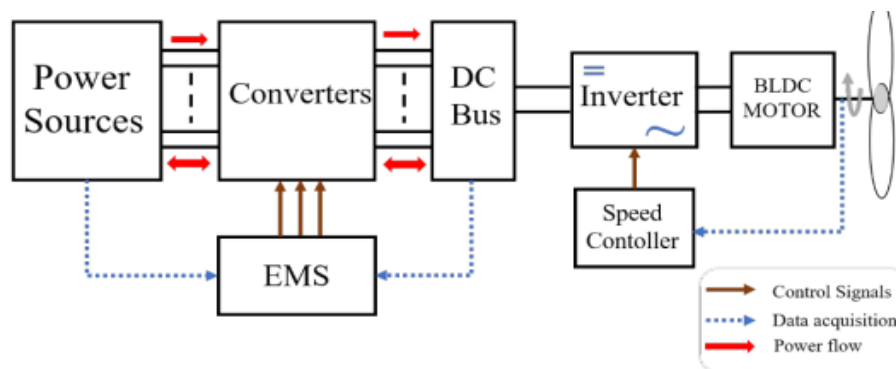 Power
Sources
Converters
DC
Bus
Inverter
BLDC
MOTOR
Speed
Contoller
EMS
Control Signals
Data acquisition
Power flow